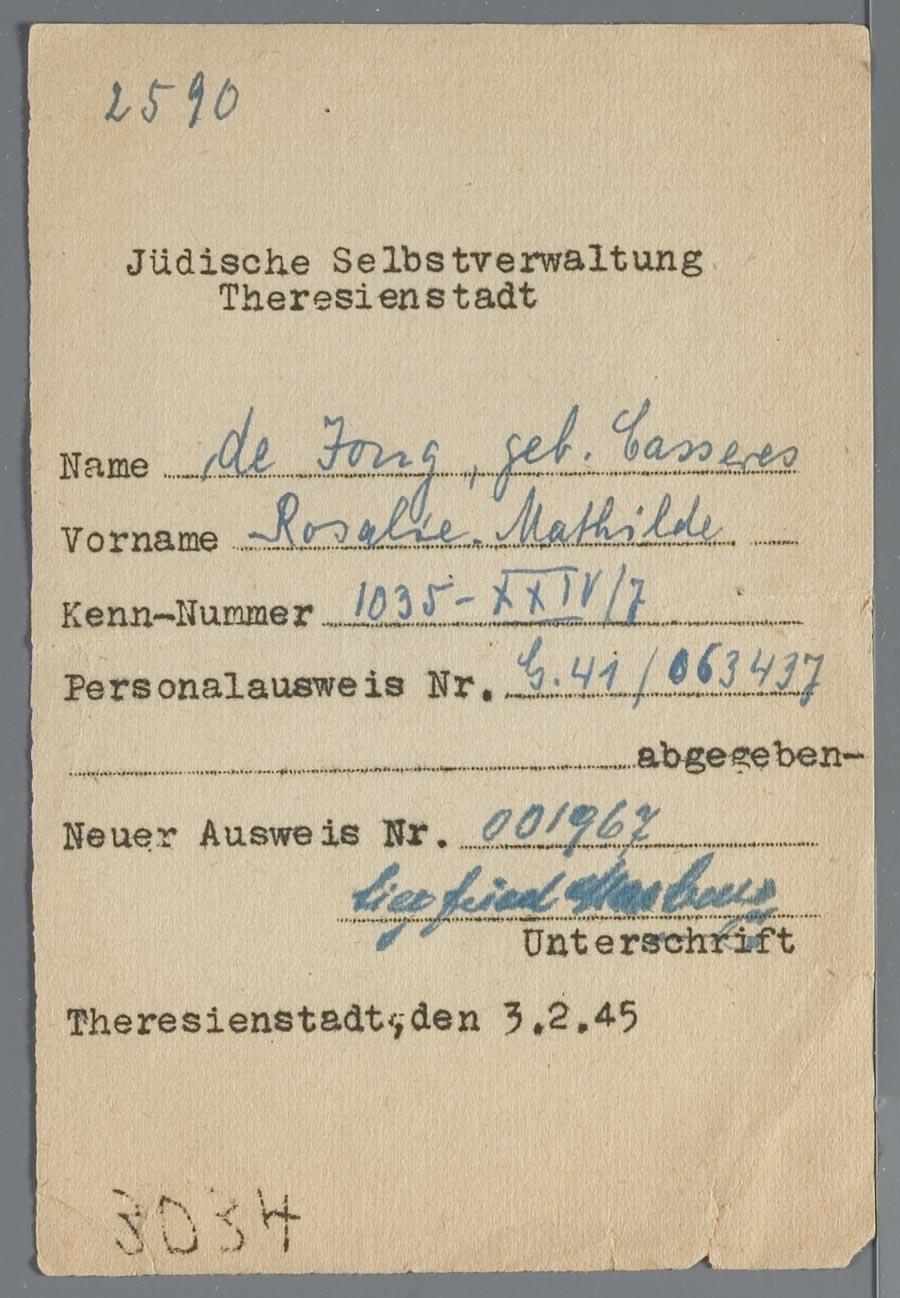 2590
Jüdische Selbstverwaltung
Theresienstadt
Name de Jong, geb. Casseres
Vorname Rosalie Mathilde
Kenn-Nummer 1035-XXIV/7
Personalausweis Nr. G.41/063437
abgegeben-
Neuer Ausweis Nr. 001967
Siegfried
Unterschrift
Theresienstadt, den 3.2.45
3034